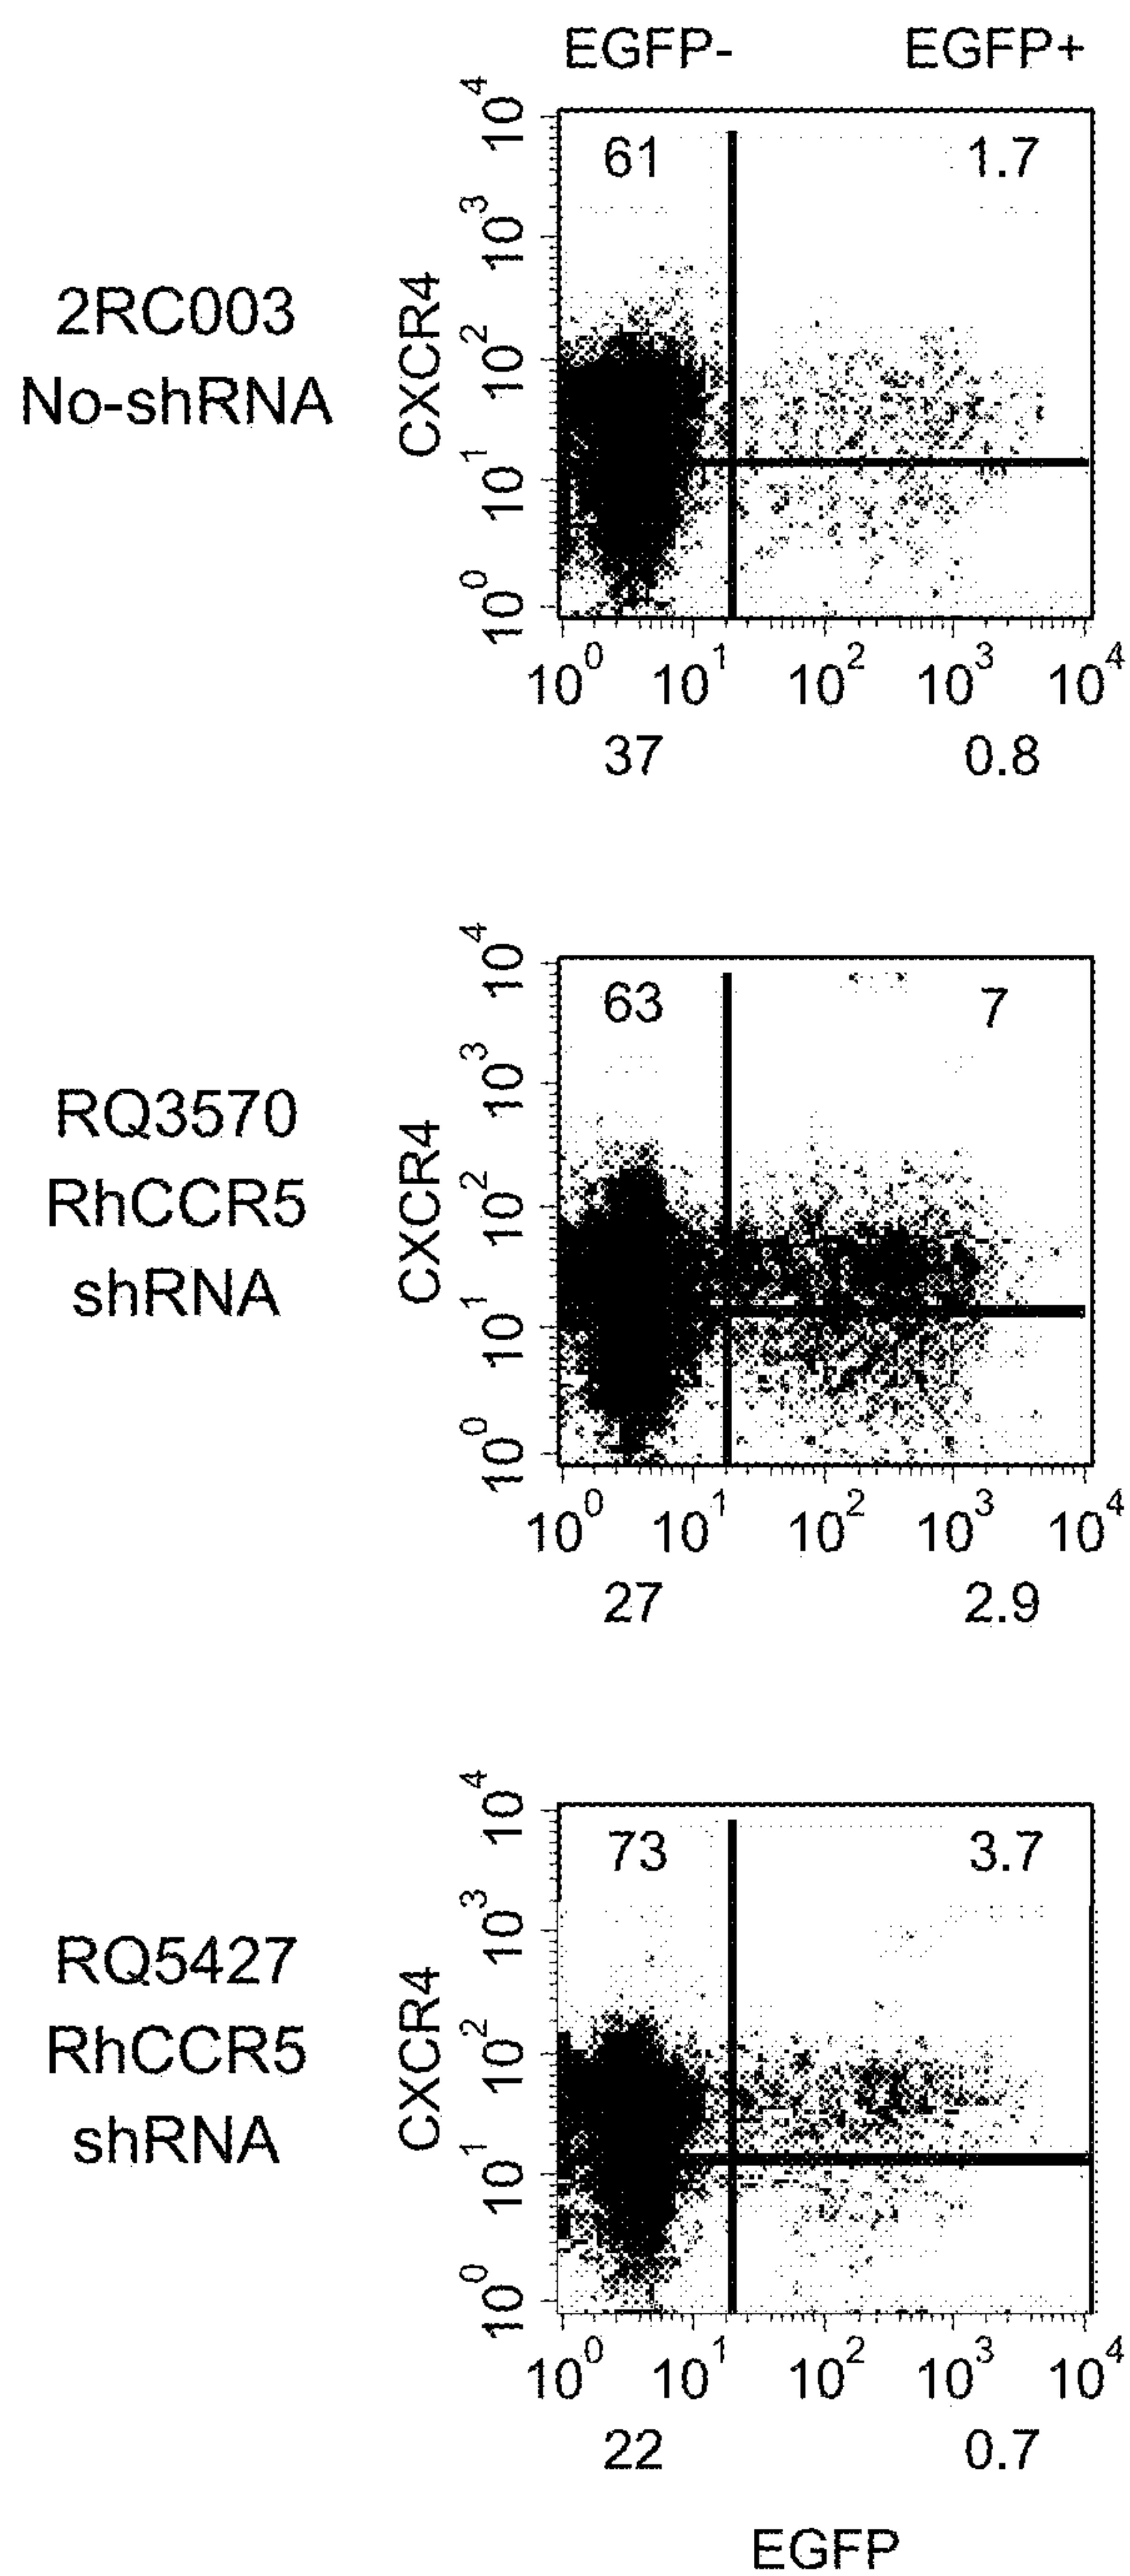 EGFP- EGFP+
2RC003
No-shRNA
CXCR4
10^4
10^3
10^2
10^1
10^0
61 1.7
10^0 10^1 10^2 10^3 10^4
37 0.8
RQ3570
RhCCR5
shRNA
CXCR4
10^4
10^3
10^2
10^1
10^0
63 7
10^0 10^1 10^2 10^3 10^4
27 2.9
RQ5427
RhCCR5
shRNA
CXCR4
10^4
10^3
10^2
10^1
10^0
73 3.7
10^0 10^1 10^2 10^3 10^4
22 0.7
EGFP